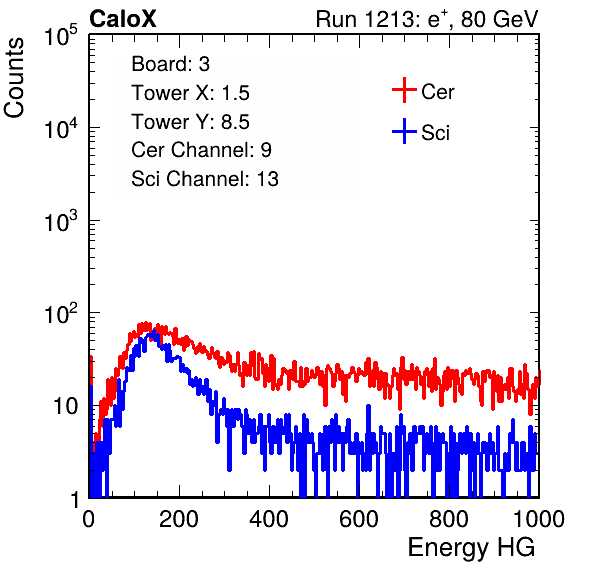 CaloX Run 1213: e⁺, 80 GeV
Counts
10⁵
10⁴
10³
10²
10
1
Board: 3
Tower X: 1.5
Tower Y: 8.5
Cer Channel: 9
Sci Channel: 13
Cer
Sci
0 200 400 600 800 1000
Energy HG